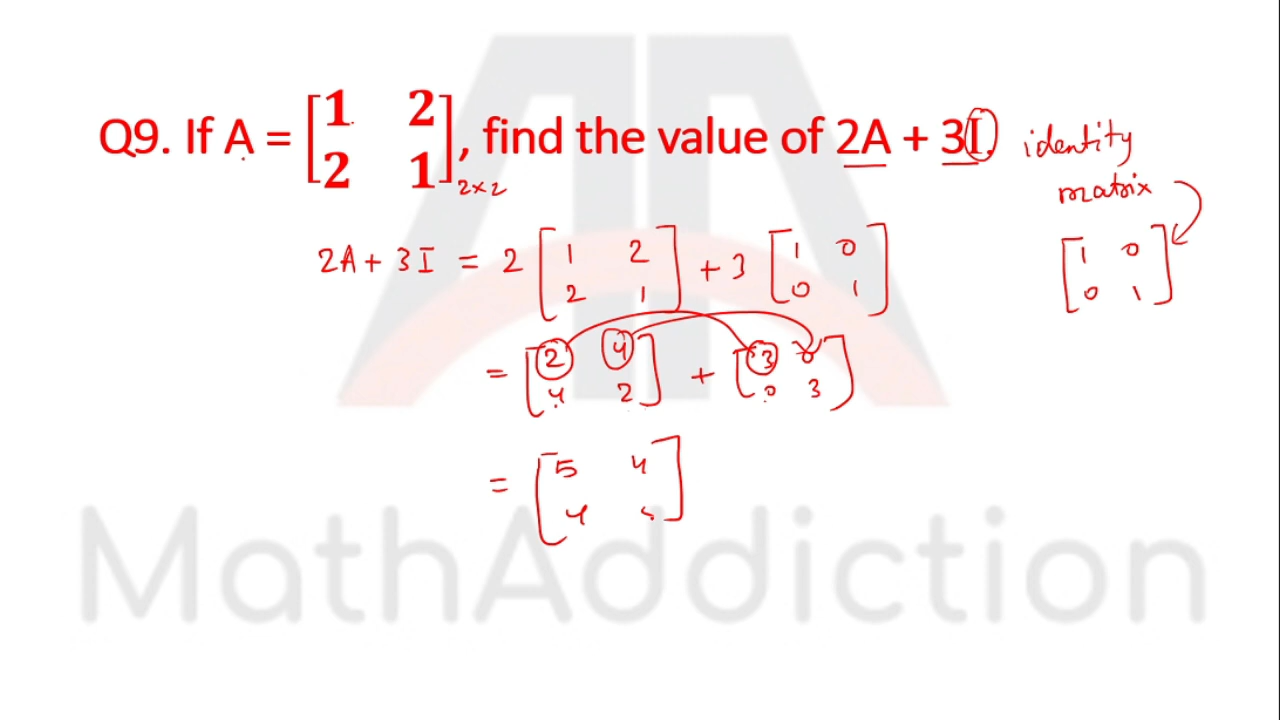 Q9. If A = [1 2
2 1]2×2, find the value of 2A + 3I. identity
matrix
[1 0
0 1]
2A + 3I = 2 [1 2
2 1] + 3 [1 0
0 1]
= [2 4
4 2] + [3 0
0 3]
= [5 4
4
MathAddiction